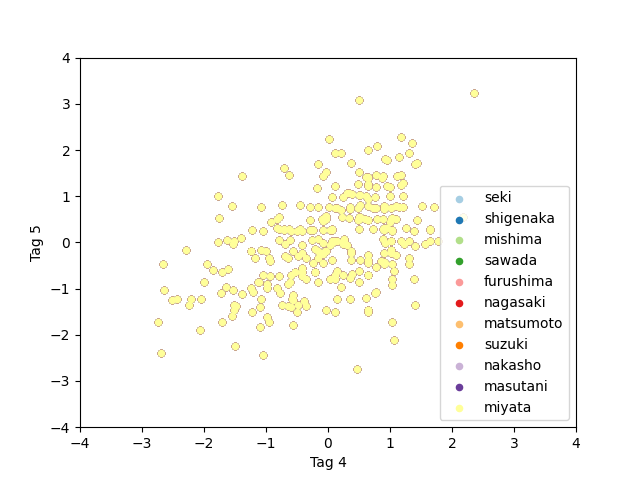 4
3
2
1
0
−1
−2
−3
−4
Tag 5
seki
shigenaka
mishima
sawada
furushima
nagasaki
matsumoto
suzuki
nakasho
masutani
miyata
−4 −3 −2 −1 0 1 2 3 4
Tag 4